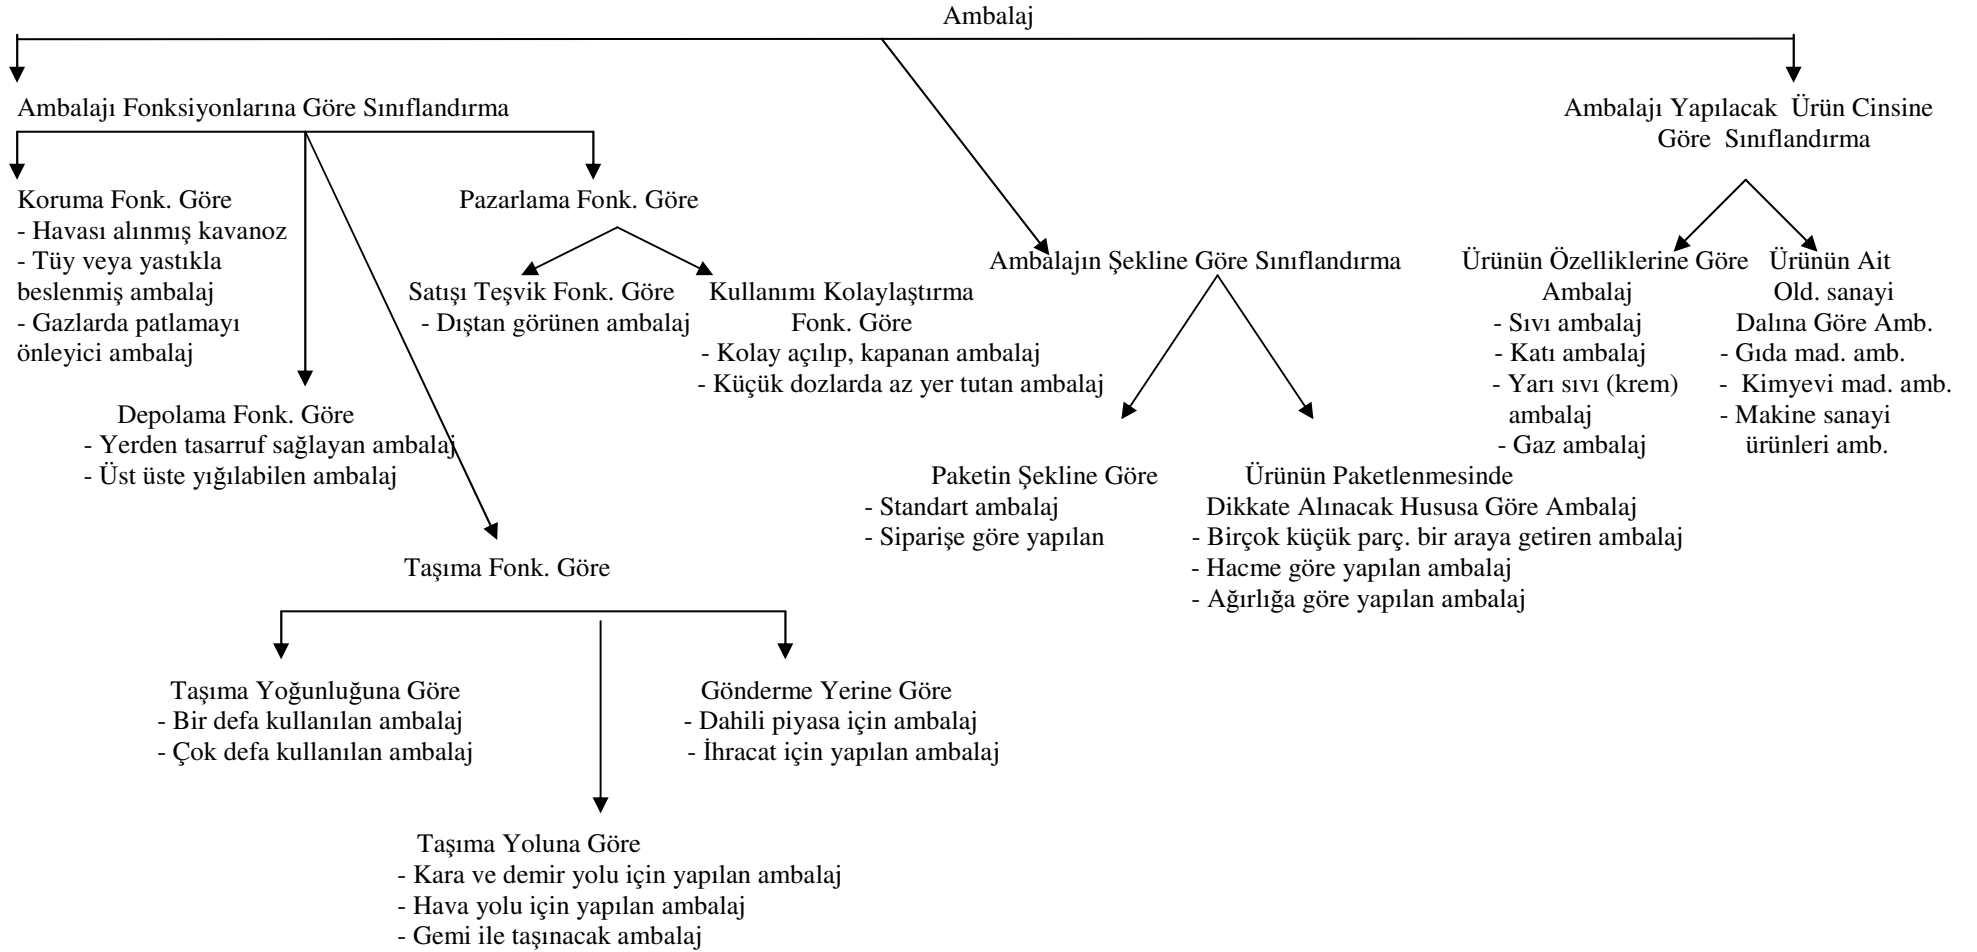 Ambalaj
Ambalajı Fonksiyonlarına Göre Sınıflandırma
Ambalajı Yapılacak Ürün Cinsine
Göre Sınıflandırma
Koruma Fonk. Göre
- Havası alınmış kavanoz
- Tüy veya yastıkla
beslenmiş ambalaj
- Gazlarda patlamayı
önleyici ambalaj
Pazarlama Fonk. Göre
Satışı Teşvik Fonk. Göre
- Dıştan görünen ambalaj
Kullanımı Kolaylaştırma
Fonk. Göre
- Kolay açılıp, kapanan ambalaj
- Küçük dozlarda az yer tutan ambalaj
Ambalajın Şekline Göre Sınıflandırma
Ürünün Özelliklerine Göre
Ambalaj
- Sıvı ambalaj
- Katı ambalaj
- Yarı sıvı (krem)
ambalaj
- Gaz ambalaj
Ürünün Ait
Old. sanayi
Dalına Göre Amb.
- Gıda mad. amb.
- Kimyevi mad. amb.
- Makine sanayi
ürünleri amb.
Depolama Fonk. Göre
- Yerden tasarruf sağlayan ambalaj
- Üst üste yığılabilen ambalaj
Paketin Şekline Göre
- Standart ambalaj
- Siparişe göre yapılan
Ürünün Paketlenmesinde
Dikkate Alınacak Hususa Göre Ambalaj
- Birçok küçük parç. bir araya getiren ambalaj
- Hacme göre yapılan ambalaj
- Ağırlığa göre yapılan ambalaj
Taşıma Fonk. Göre
Taşıma Yoğunluğuna Göre
- Bir defa kullanılan ambalaj
- Çok defa kullanılan ambalaj
Gönderme Yerine Göre
- Dahili piyasa için ambalaj
- İhracat için yapılan ambalaj
Taşıma Yoluna Göre
- Kara ve demir yolu için yapılan ambalaj
- Hava yolu için yapılan ambalaj
- Gemi ile taşınacak ambalaj